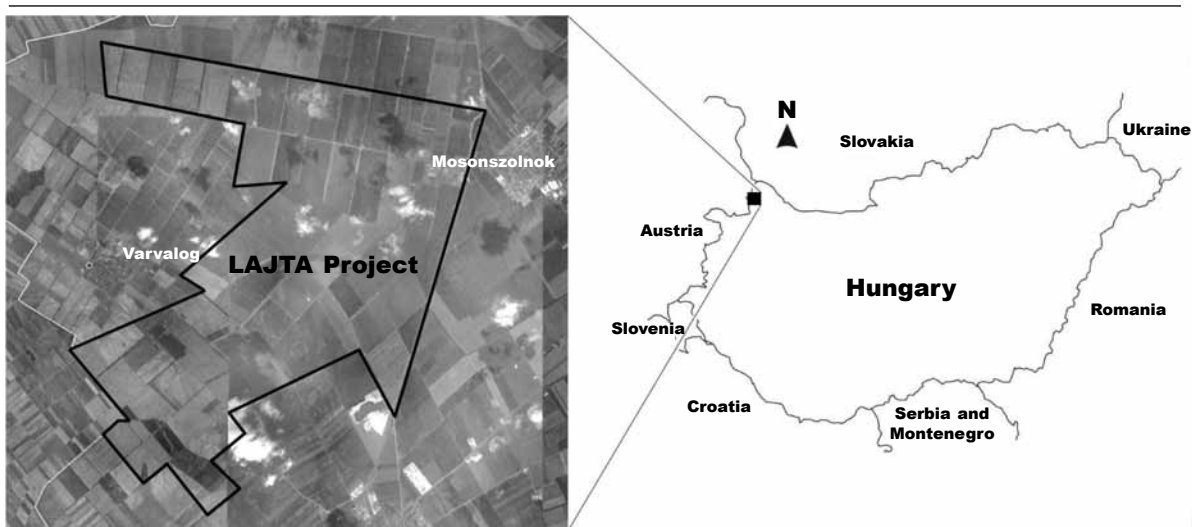 Mosonszolnok
Varvalog
LAJTA Project
N
Slovakia
Ukraine
Austria
Hungary
Slovenia
Romania
Croatia
Serbia and
Montenegro